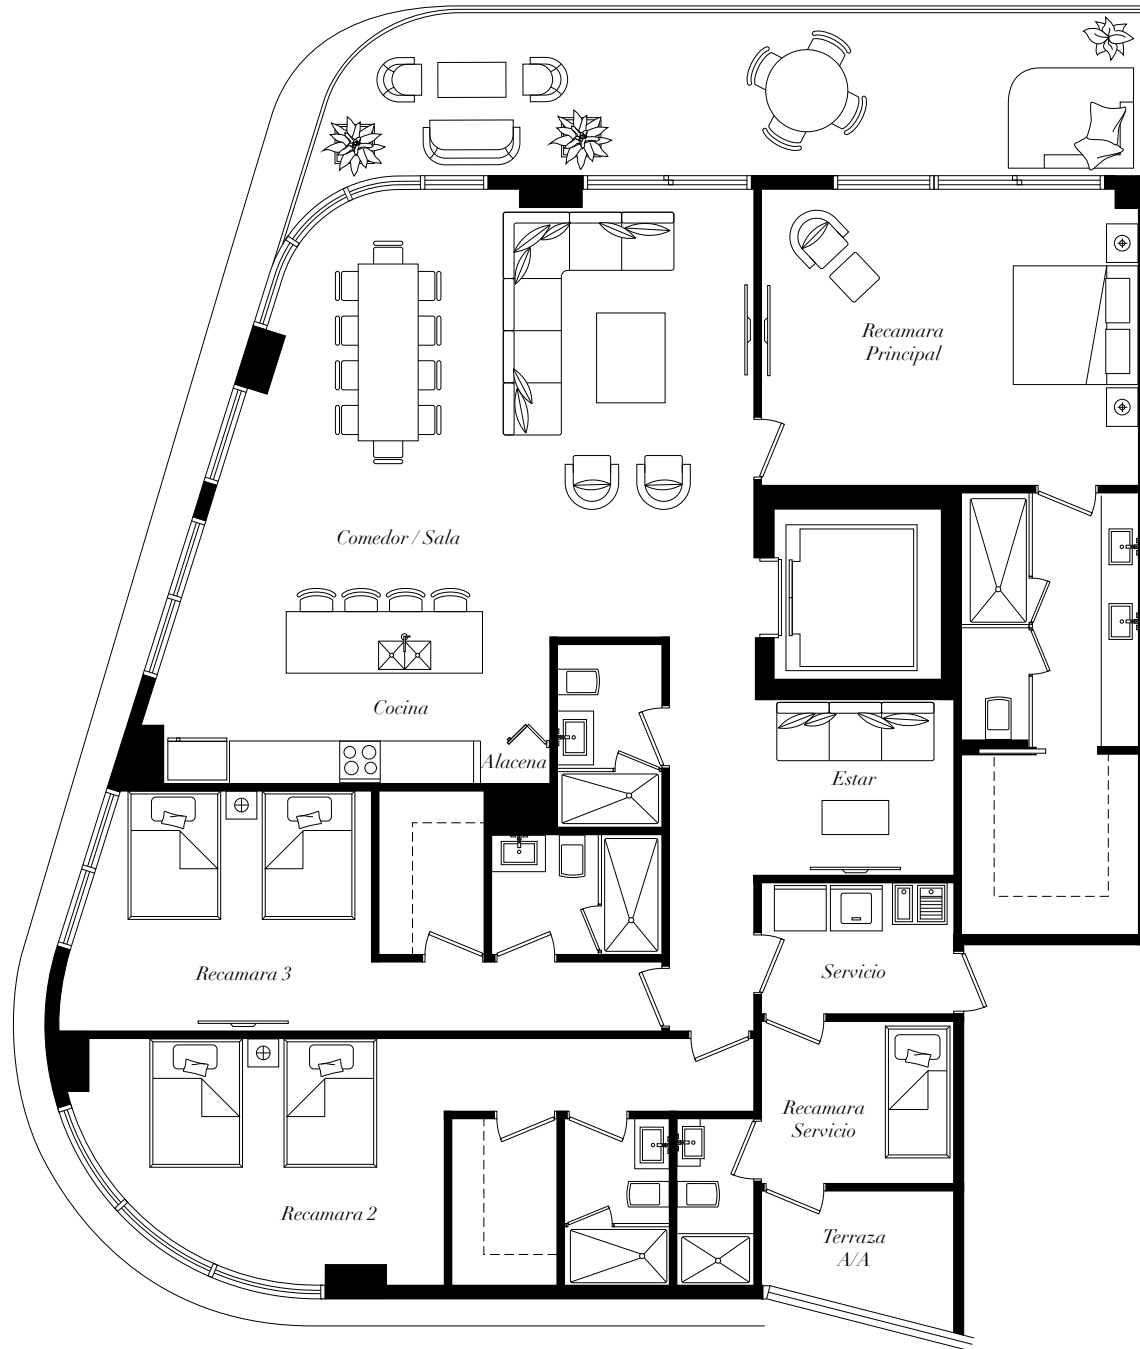 Recamara
Principal
Comedor / Sala
Cocina
Alacena
Estar
Recamara 3
Servicio
Recamara
Servicio
Recamara 2
Terraza
A/A